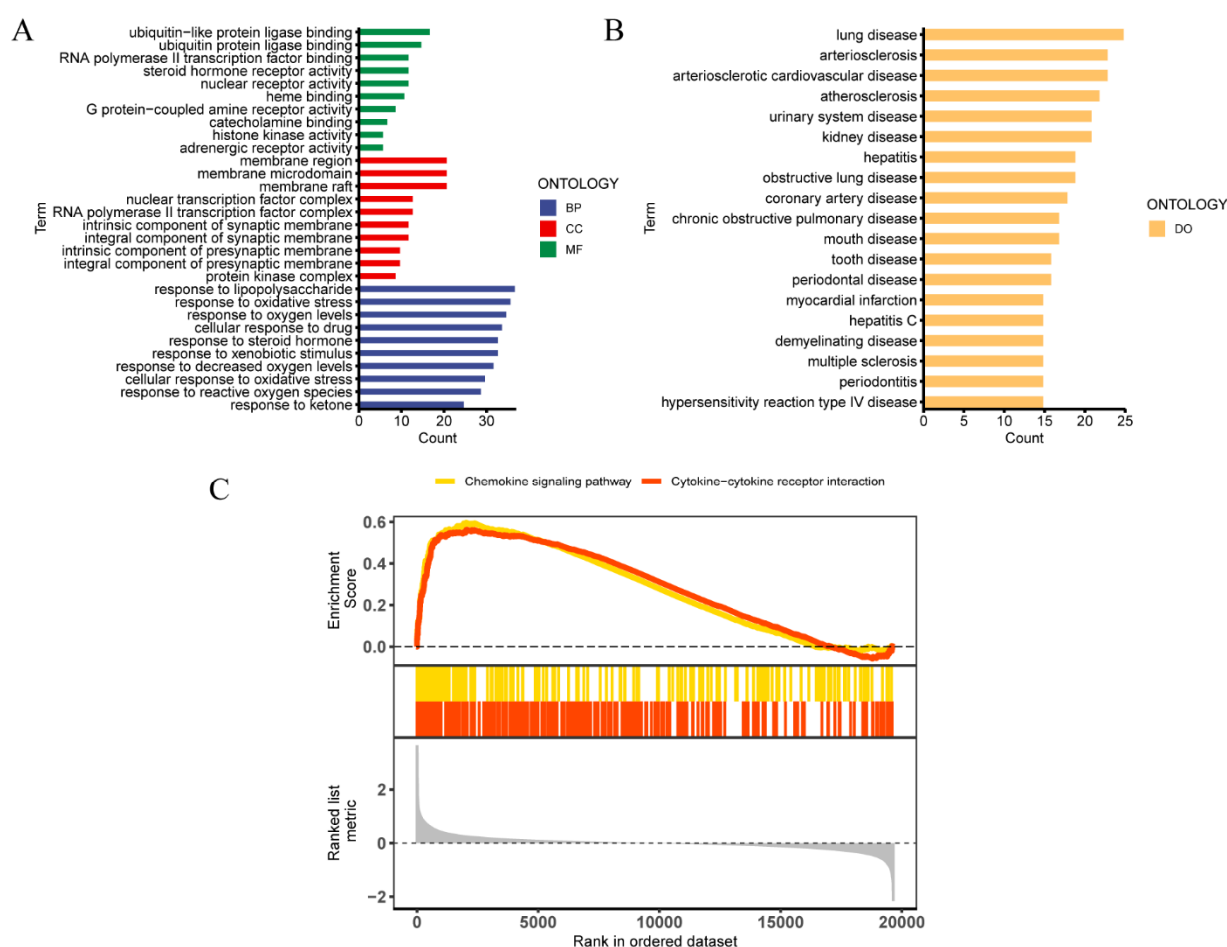 A
ubiquitin−like protein ligase binding
ubiquitin protein ligase binding
RNA polymerase II transcription factor binding
steroid hormone receptor activity
nuclear receptor activity
heme binding
G protein−coupled amine receptor activity
catecholamine binding
histone kinase activity
adrenergic receptor activity
membrane region
membrane microdomain
membrane raft
nuclear transcription factor complex
RNA polymerase II transcription factor complex
intrinsic component of synaptic membrane
integral component of synaptic membrane
intrinsic component of presynaptic membrane
integral component of presynaptic membrane
protein kinase complex
response to lipopolysaccharide
response to oxidative stress
response to oxygen levels
cellular response to drug
response to steroid hormone
response to xenobiotic stimulus
response to decreased oxygen levels
cellular response to oxidative stress
response to reactive oxygen species
response to ketone
Term
0 10 20 30
Count
ONTOLOGY
BP
CC
MF
B
lung disease
arteriosclerosis
arteriosclerotic cardiovascular disease
atherosclerosis
urinary system disease
kidney disease
hepatitis
obstructive lung disease
coronary artery disease
chronic obstructive pulmonary disease
mouth disease
tooth disease
periodontal disease
myocardial infarction
hepatitis C
demyelinating disease
multiple sclerosis
periodontitis
hypersensitivity reaction type IV disease
Term
0 5 10 15 20 25
Count
ONTOLOGY
DO
C
Chemokine signaling pathway Cytokine−cytokine receptor interaction
Enrichment
Score
0.6
0.4
0.2
0.0
Ranked list
metric
2
0
−2
0 5000 10000 15000 20000
Rank in ordered dataset